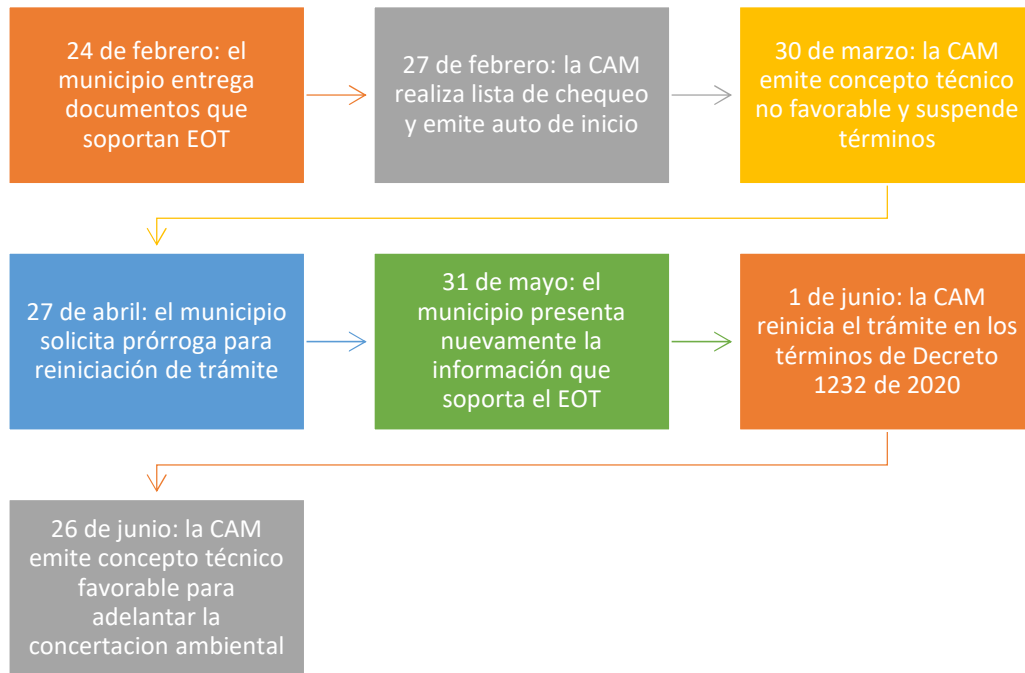 24 de febrero: el
municipio entrega
documentos que
soportan EOT
27 de febrero: la CAM
realiza lista de chequeo
y emite auto de inicio
30 de marzo: la CAM
emite concepto técnico
no favorable y suspende
términos
27 de abril: el municipio
solicita prórroga para
reiniciación de trámite
31 de mayo: el
municipio presenta
nuevamente la
información que
soporta el EOT
1 de junio: la CAM
reinicia el trámite en los
términos de Decreto
1232 de 2020
26 de junio: la CAM
emite concepto técnico
favorable para
adelantar la
concertacion ambiental